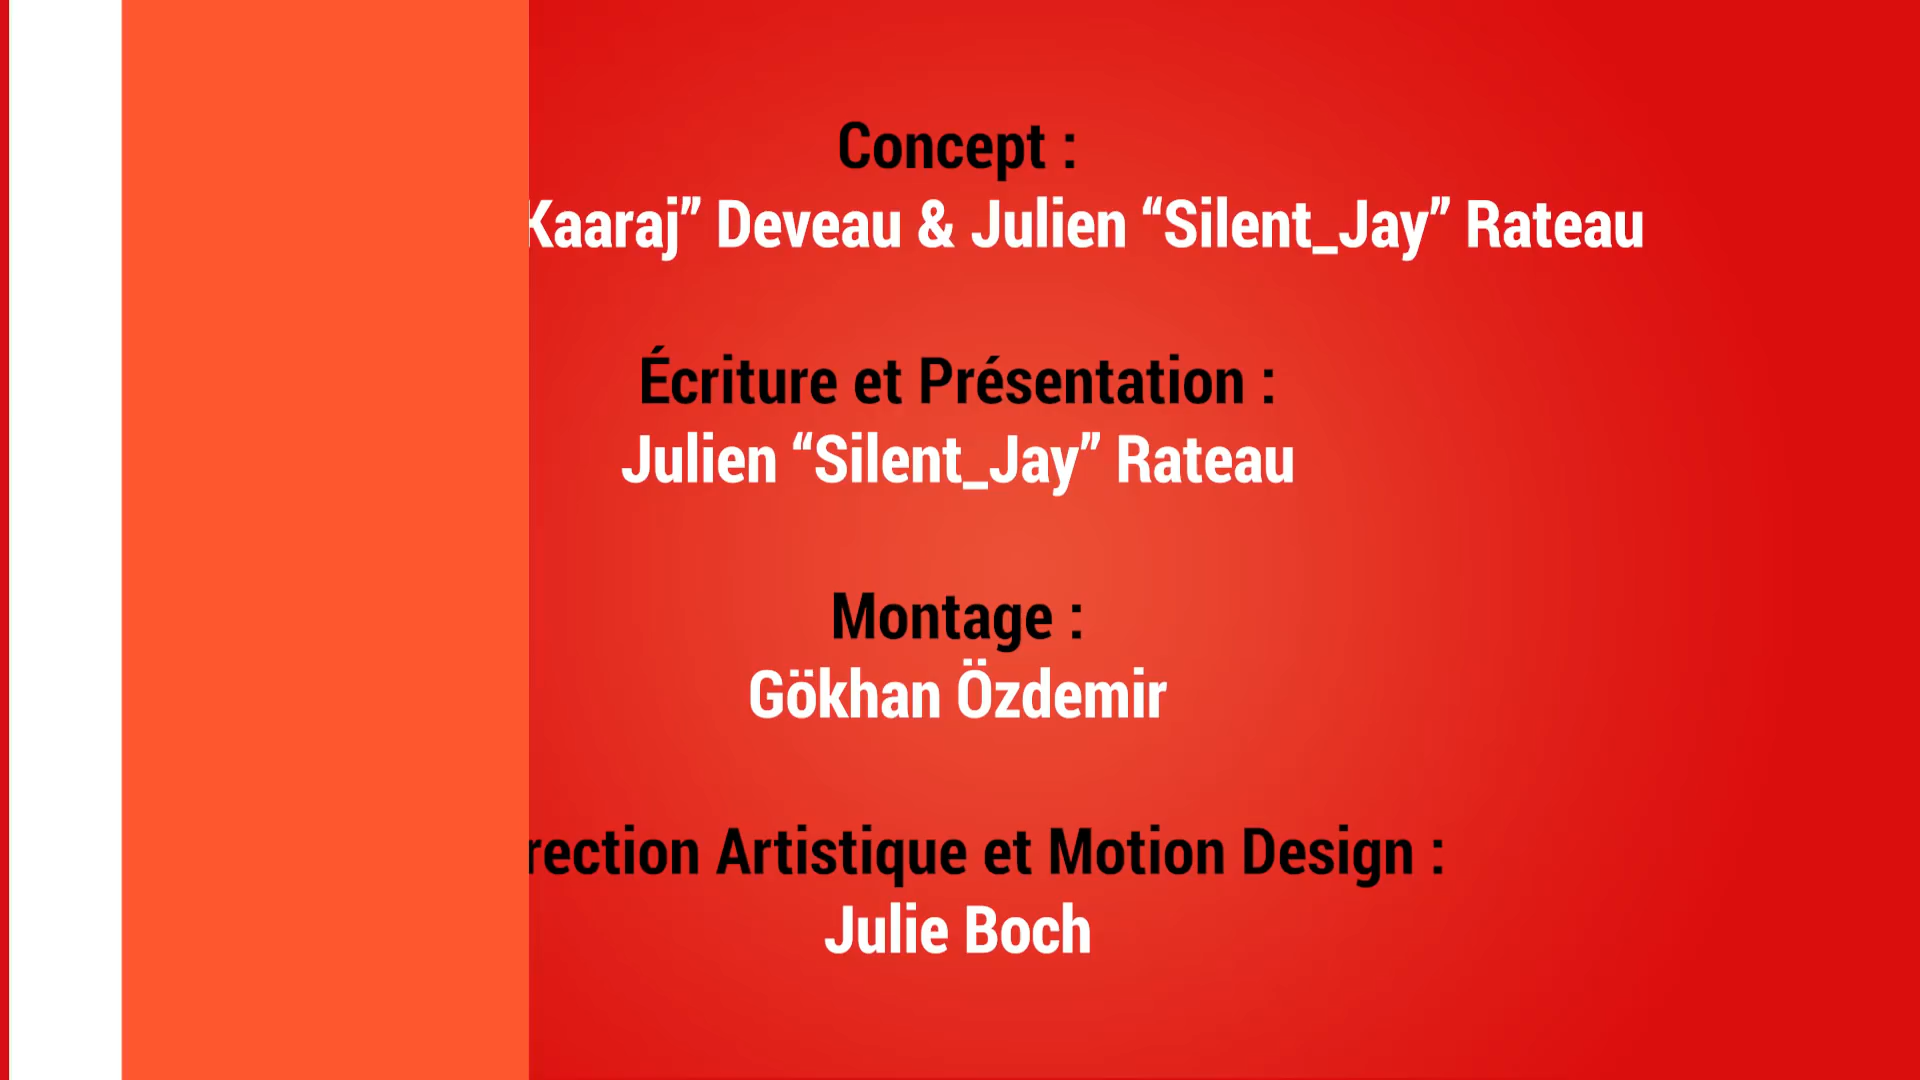 Concept :
Kaaraj” Deveau & Julien “Silent_Jay” Rateau
Écriture et Présentation :
Julien “Silent_Jay” Rateau
Montage :
Gökhan Özdemir
rection Artistique et Motion Design :
Julie Boch